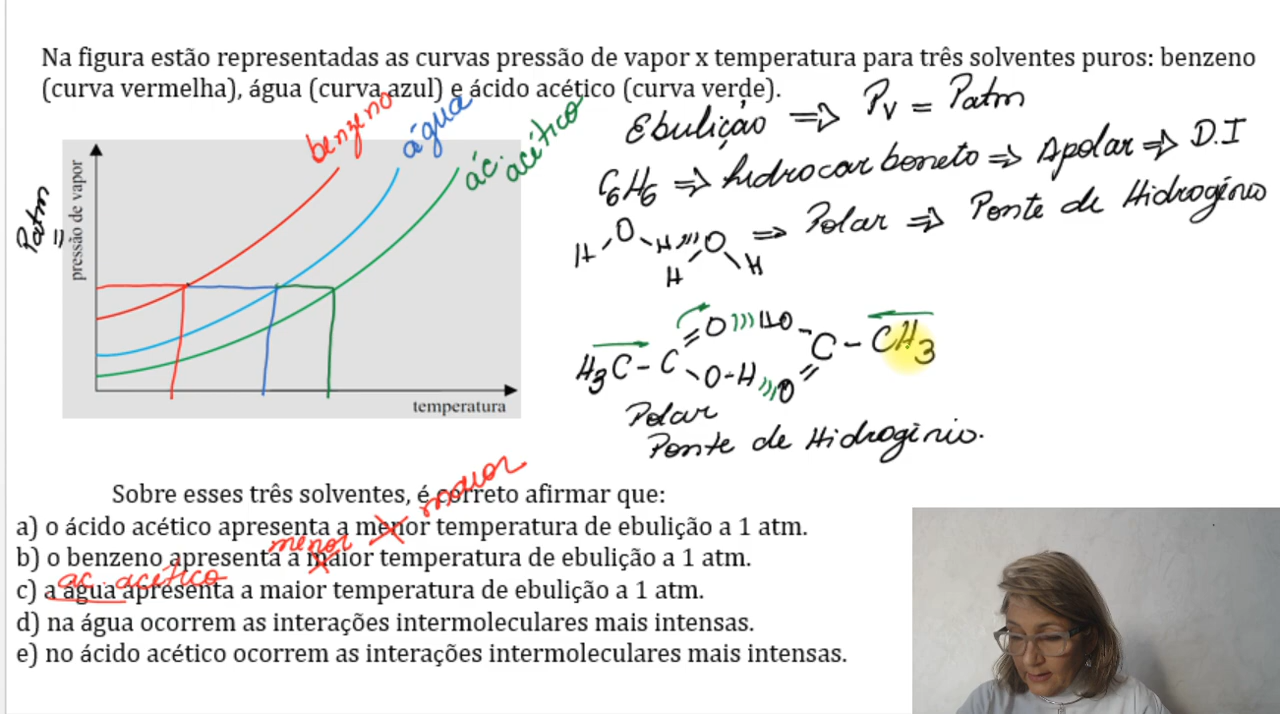 Na figura estão representadas as curvas pressão de vapor x temperatura para três solventes puros: benzeno
(curva vermelha), água (curva azul) e ácido acético (curva verde).
benzeno
água
ác. acético
Patm
=
pressão de vapor
temperatura
Ebulição => Pv = Patm
C6H6 => hidrocarboneto => Apolar => D.I
H O H )))) O H H => Polar => Ponte de Hidrogênio
H3C - C = O )))) HO - C - CH3
O - H )))) O
Polar
Ponte de Hidrogênio.
Sobre esses três solventes, é correto afirmar que:
maior
a) o ácido acético apresenta a menor temperatura de ebulição a 1 atm.
menor
b) o benzeno apresenta a maior temperatura de ebulição a 1 atm.
ac. acético
c) a água apresenta a maior temperatura de ebulição a 1 atm.
d) na água ocorrem as interações intermoleculares mais intensas.
e) no ácido acético ocorrem as interações intermoleculares mais intensas.